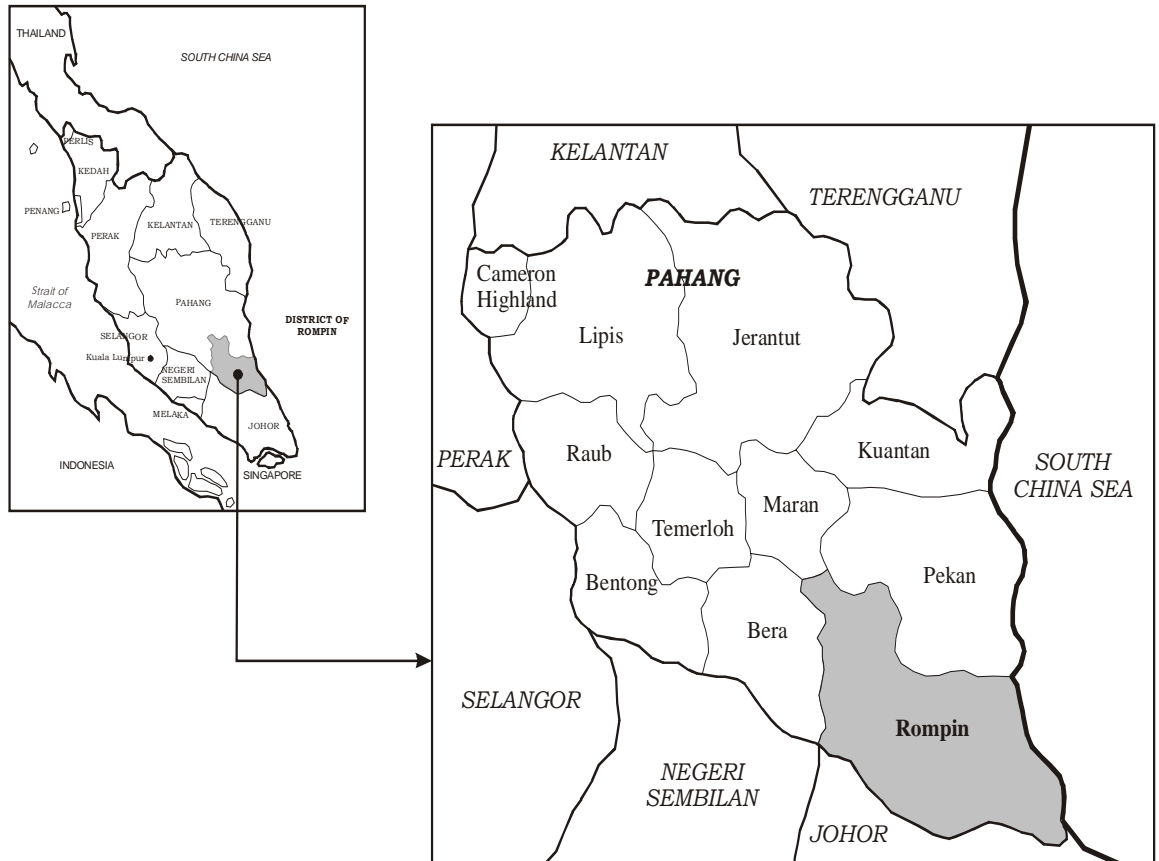 THAILAND
SOUTH CHINA SEA
PERLIS
KEDAH
PENANG
KELANTAN
TERENGGANU
PERAK
Strait of
Malacca
PAHANG
DISTRICT OF
ROMPIN
SELANGOR
Kuala Lumpur
NEGERI
SEMBILAN
MELAKA
JOHOR
INDONESIA
SINGAPORE
KELANTAN
TERENGGANU
Cameron
Highland
PAHANG
Lipis
Jerantut
PERAK
Raub
Kuantan
SOUTH
CHINA SEA
Maran
Temerloh
Bentong
Pekan
Bera
SELANGOR
Rompin
NEGERI
SEMBILAN
JOHOR